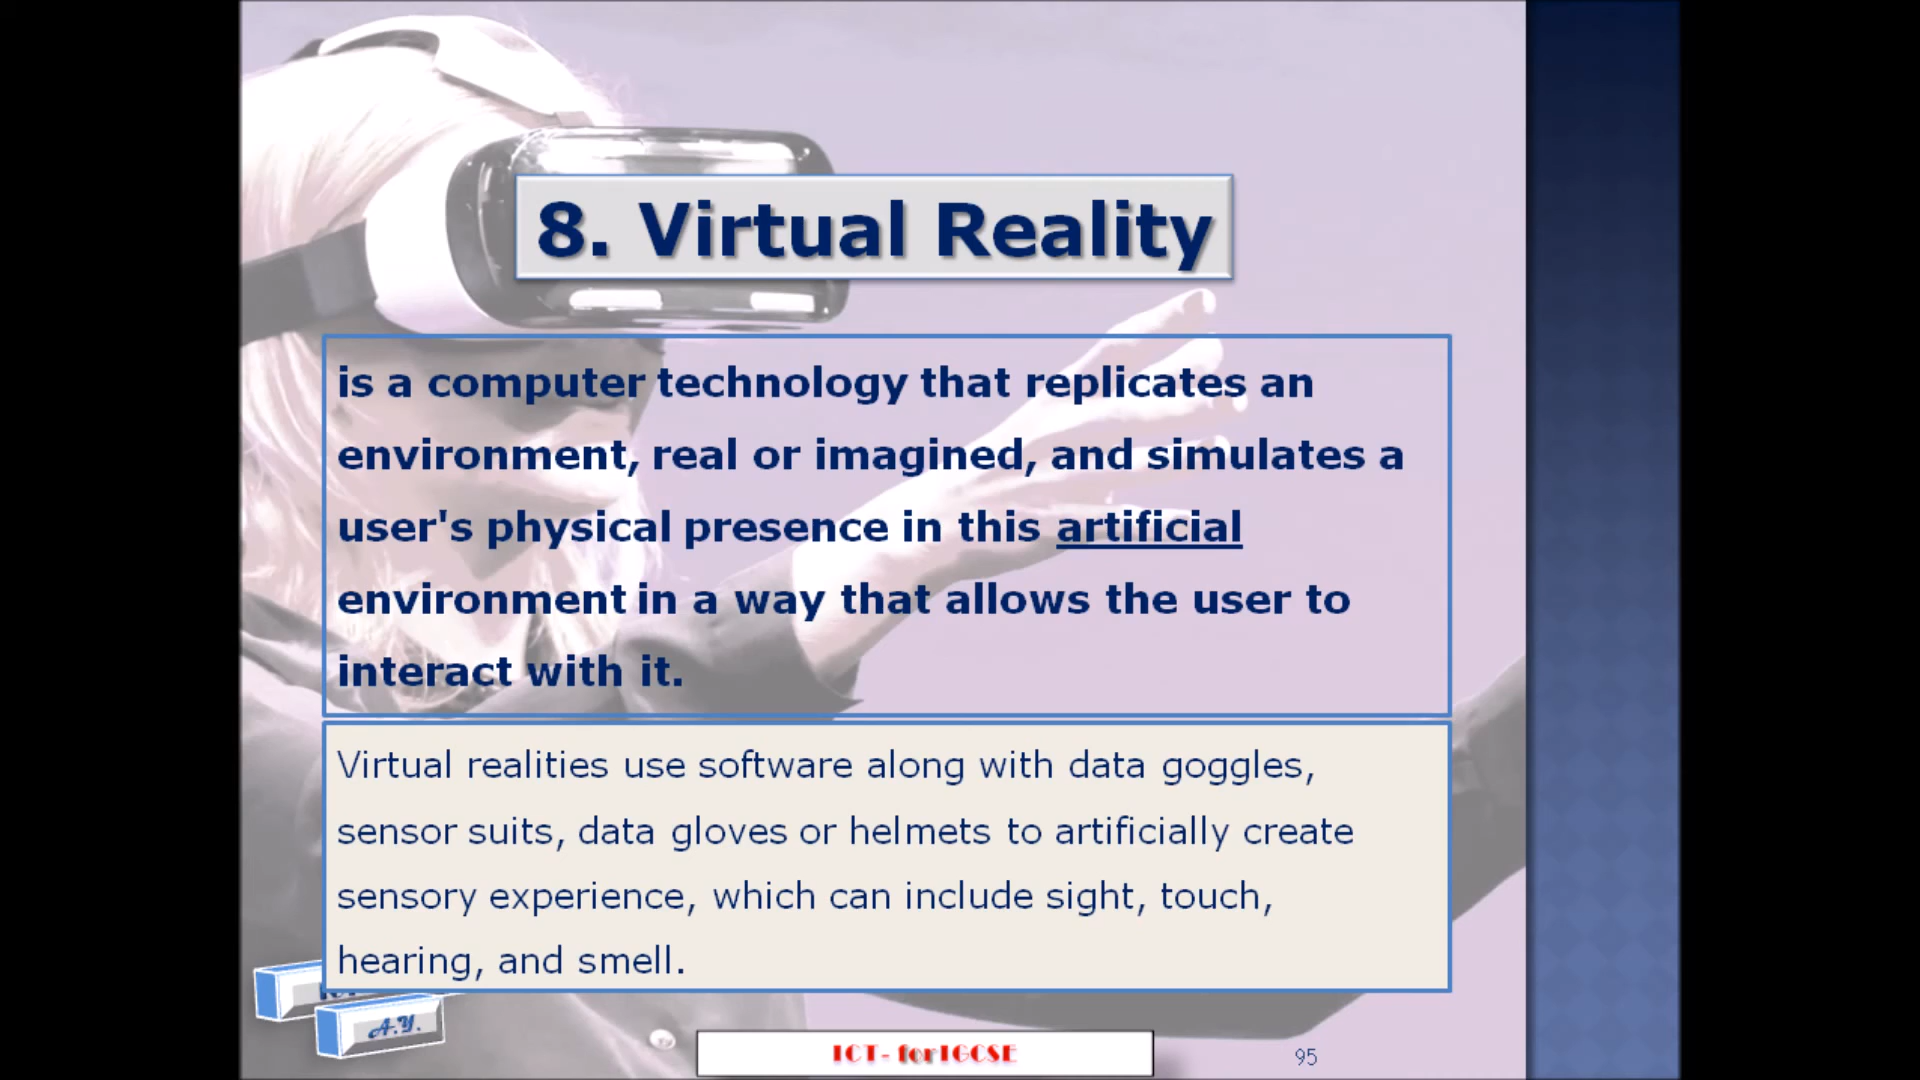 8. Virtual Reality
is a computer technology that replicates an
environment, real or imagined, and simulates a
user's physical presence in this artificial
environment in a way that allows the user to
interact with it.
Virtual realities use software along with data goggles,
sensor suits, data gloves or helmets to artificially create
sensory experience, which can include sight, touch,
hearing, and smell.
A.Y.
ICT- for IGCSE
95